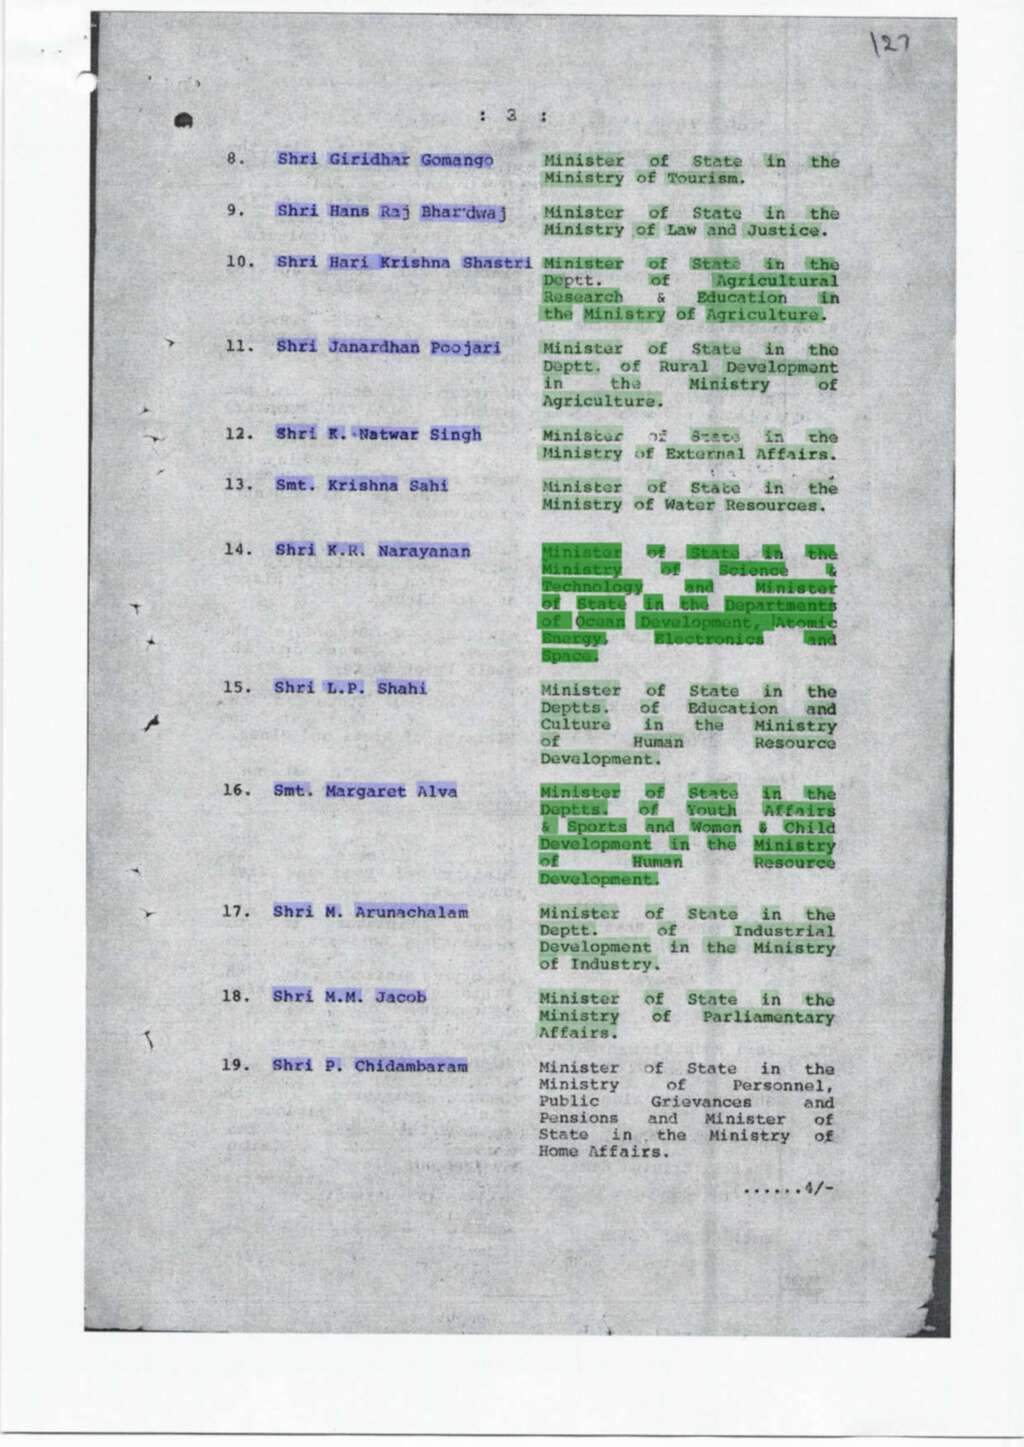 127
: 3 :
8. Shri Giridhar Gomango Minister of State in the
Ministry of Tourism.
9. Shri Hans Raj Bhardwaj Minister of State in the
Ministry of Law and Justice.
10. Shri Hari Krishna Shastri Minister of State in the
Deptt. of Agricultural
Research & Education in
the Ministry of Agriculture.
11. Shri Janardhan Poojari Minister of State in the
Deptt. of Rural Development
in the Ministry of
Agriculture.
12. Shri K. Natwar Singh Minister of State in the
Ministry of External Affairs.
13. Smt. Krishna Sahi Minister of State in the
Ministry of Water Resources.
14. Shri K.R. Narayanan Minister of State in the
Ministry of Science &
Technology and Minister
of State in the Departments
of Ocean Development, Atomic
Energy, Electronics and
Space.
15. Shri L.P. Shahi Minister of State in the
Deptts. of Education and
Culture in the Ministry
of Human Resource
Development.
16. Smt. Margaret Alva Minister of State in the
Deptts. of Youth Affairs
& Sports and Women & Child
Development in the Ministry
of Human Resource
Development.
17. Shri M. Arunachalam Minister of State in the
Deptt. of Industrial
Development in the Ministry
of Industry.
18. Shri M.M. Jacob Minister of State in the
Ministry of Parliamentary
Affairs.
19. Shri P. Chidambaram Minister of State in the
Ministry of Personnel,
Public Grievances and
Pensions and Minister of
State in the Ministry of
Home Affairs.
......4/-